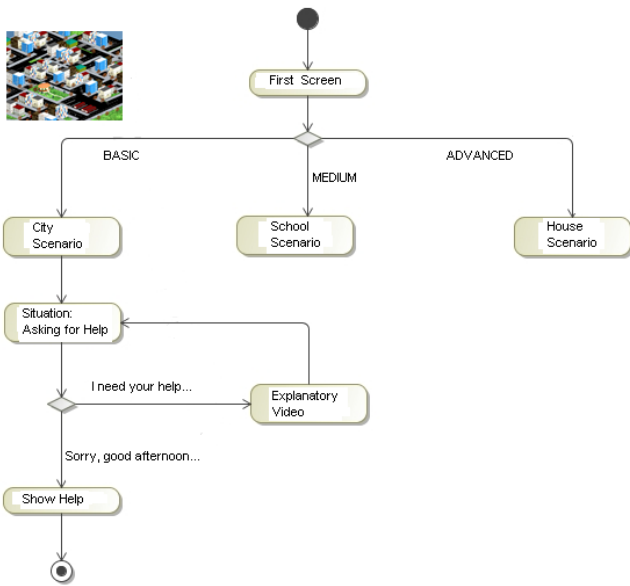 First Screen
BASIC
ADVANCED
MEDIUM
City
Scenario
School
Scenario
House
Scenario
Situation:
Asking for Help
I need your help...
Explanatory
Video
Sorry, good afternoon...
Show Help